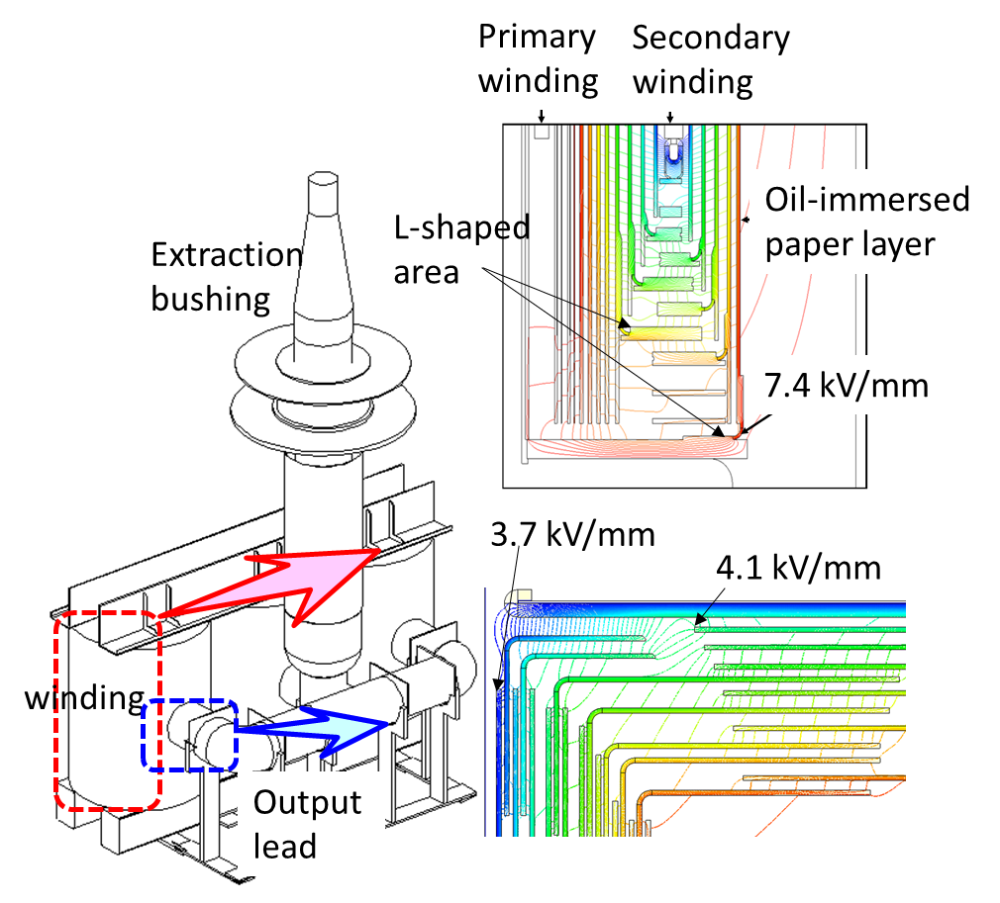 Primary
winding
Secondary
winding
Extraction
bushing
L-shaped
area
Oil-immersed
paper layer
7.4 kV/mm
3.7 kV/mm
4.1 kV/mm
winding
Output
lead